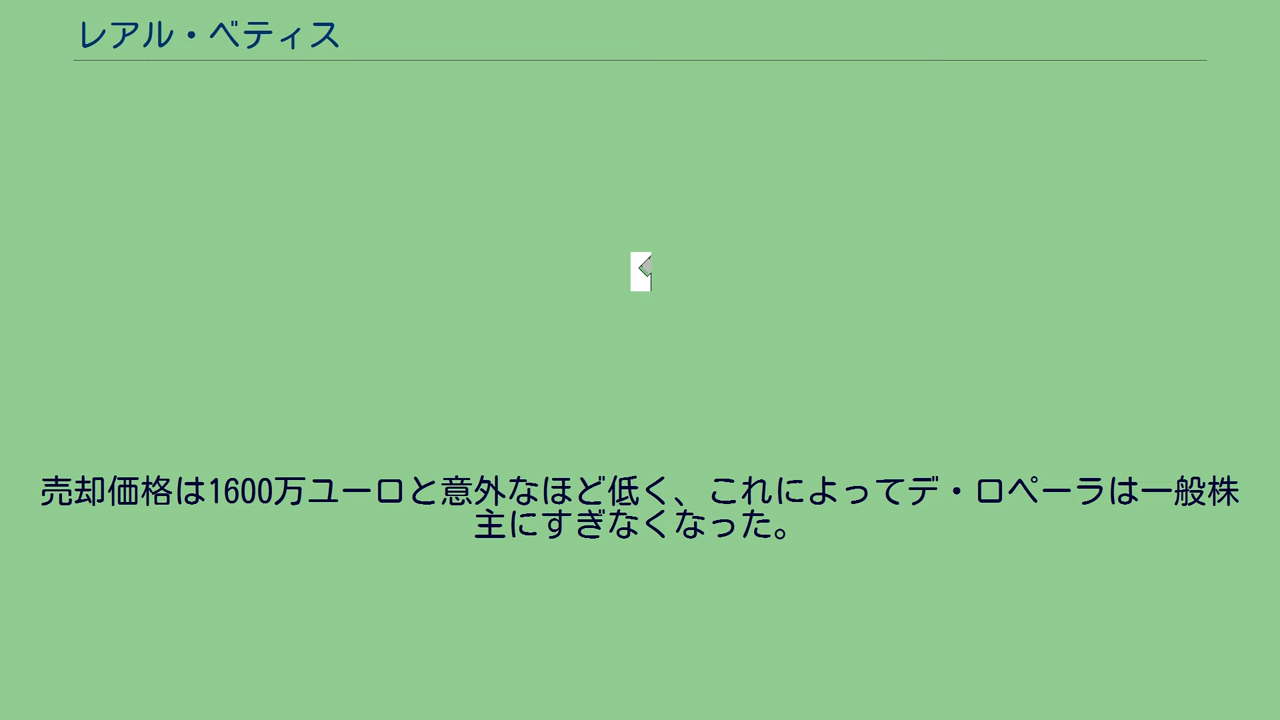 レアル・ベティス
売却価格は1600万ユーロと意外なほど低く、これによってデ・ロペーラは一般株
主にすぎなくなった。